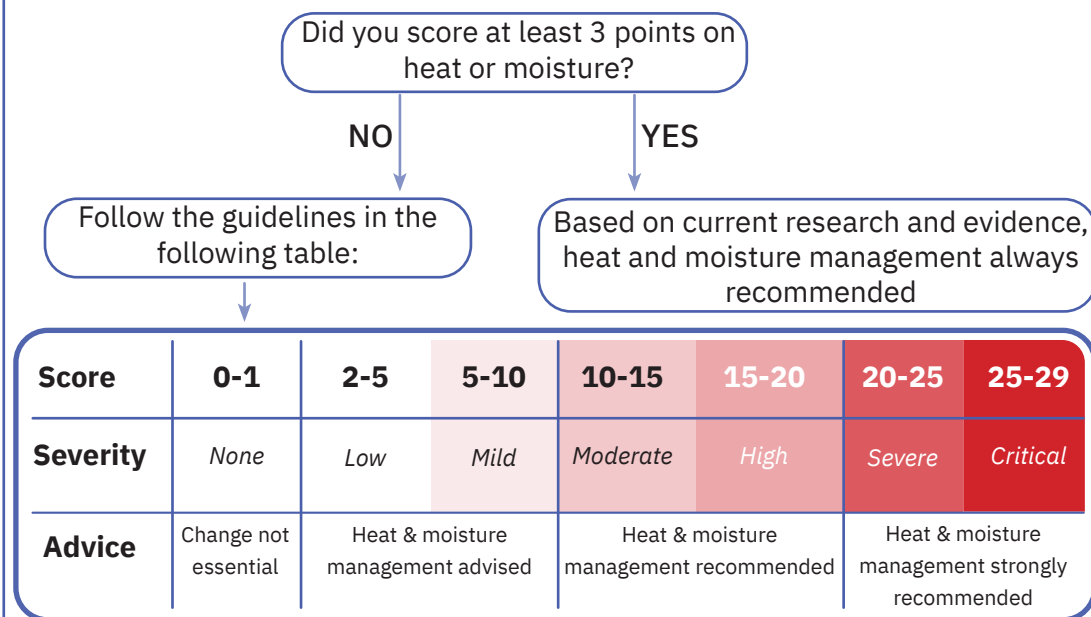 Did you score at least 3 points on
heat or moisture?
NO
YES
Follow the guidelines in the
following table:
Based on current research and evidence,
heat and moisture management always
recommended
Score 0-1 2-5 5-10 10-15 15-20 20-25 25-29
Severity None Low Mild Moderate High Severe Critical
Advice
Change not
essential
Heat & moisture
management advised
Heat & moisture
management recommended
Heat & moisture
management strongly
recommended